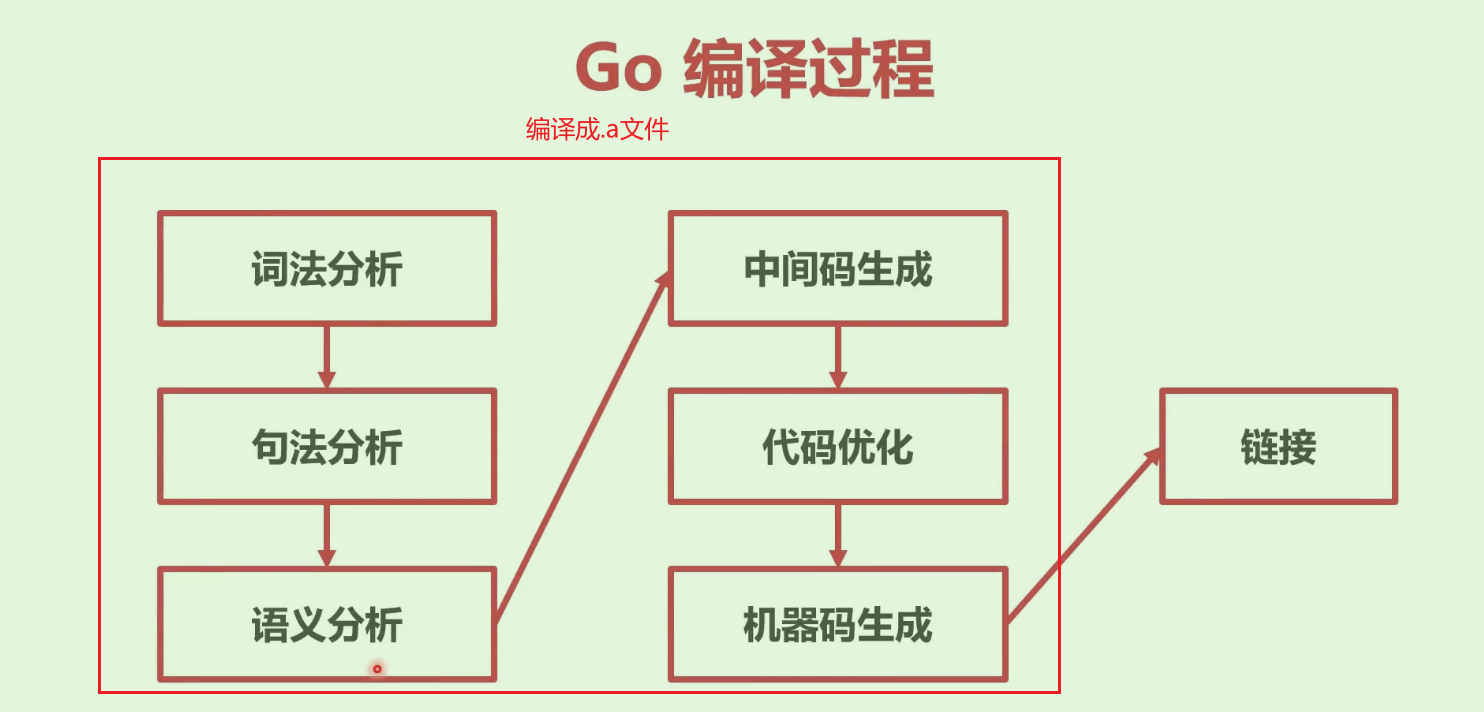 Go 编译过程
编译成.a文件
词法分析
句法分析
语义分析
中间码生成
代码优化
机器码生成
链接